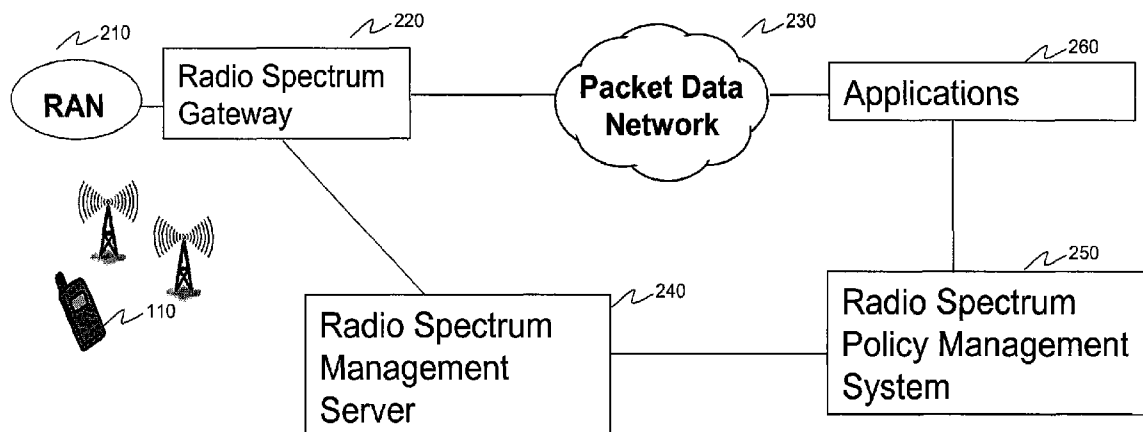 210
RAN
220
Radio Spectrum
Gateway
230
Packet Data
Network
260
Applications
110
240
Radio Spectrum
Management
Server
250
Radio Spectrum
Policy Management
System